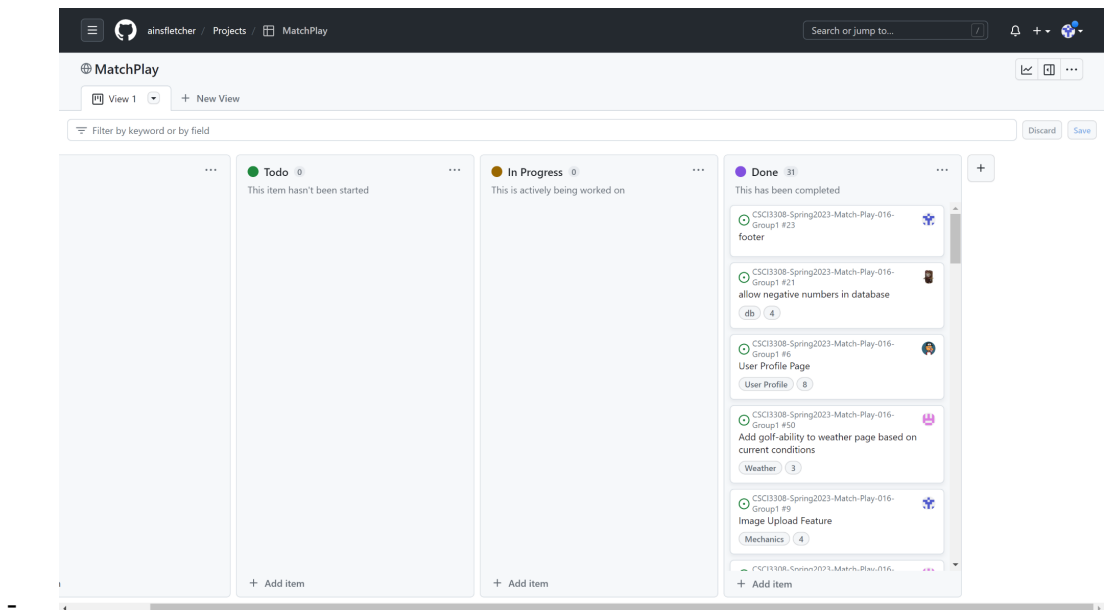 ainsfletcher / Projects / MatchPlay
Search or jump to... /
MatchPlay
View 1
+ New View
Filter by keyword or by field
Discard Save
Todo 0
This item hasn't been started
+ Add item
In Progress 0
This is actively being worked on
+ Add item
Done 31
This has been completed
CSCI3308-Spring2023-Match-Play-016-
Group1 #23
footer
CSCI3308-Spring2023-Match-Play-016-
Group1 #21
allow negative numbers in database
db 4
CSCI3308-Spring2023-Match-Play-016-
Group1 #6
User Profile Page
User Profile 8
CSCI3308-Spring2023-Match-Play-016-
Group1 #50
Add golf-ability to weather page based on
current conditions
Weather 3
CSCI3308-Spring2023-Match-Play-016-
Group1 #9
Image Upload Feature
Mechanics 4
CSCI3308-Spring2023-Match-Play-016-
+ Add item
-